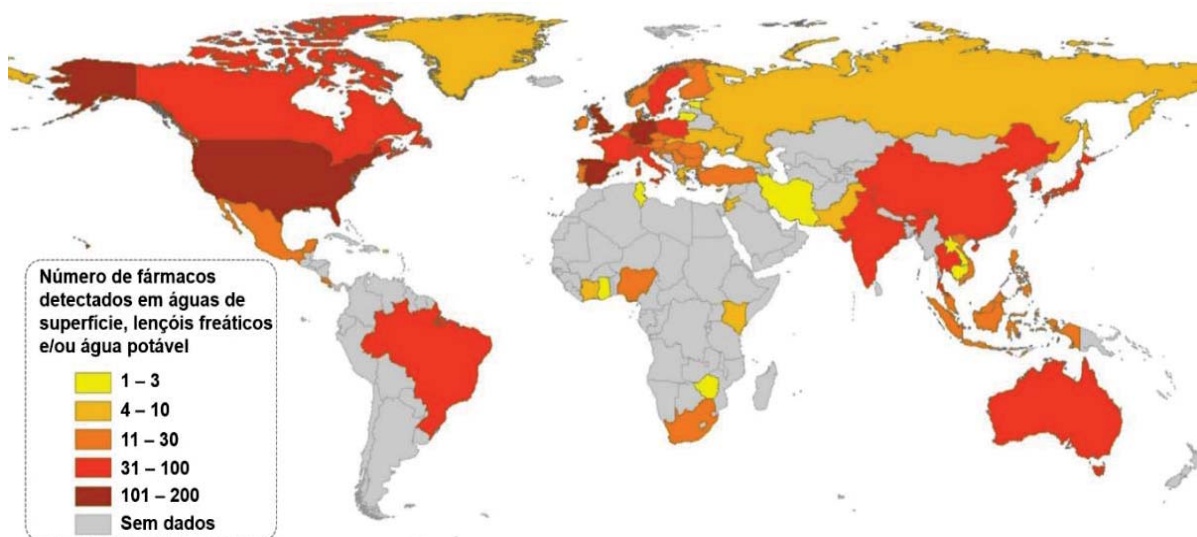 Número de fármacos
detectados em águas de
superfície, lençóis freáticos
e/ou água potável
1 – 3
4 – 10
11 – 30
31 – 100
101 – 200
Sem dados